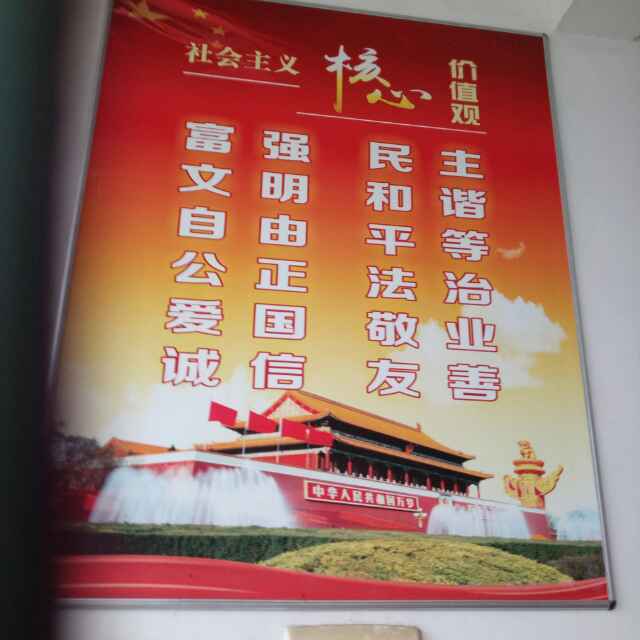 社会主义 核心 价值观
富强 民主
文明 和谐
自由 平等
公正 法治
爱国 敬业
诚信 友善
中华人民共和国万岁